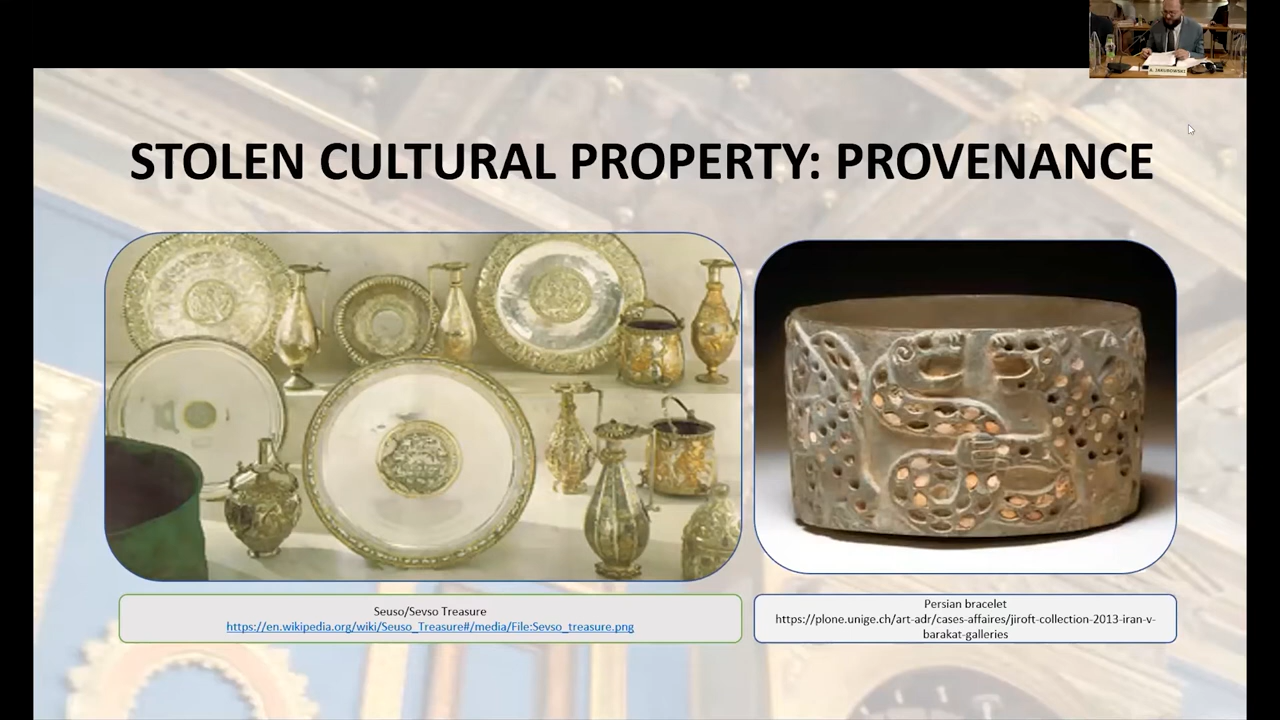 A. JAKUBOWSKI
STOLEN CULTURAL PROPERTY: PROVENANCE
Seuso/Sevso Treasure
https://en.wikipedia.org/wiki/Seuso_Treasure#/media/File:Sevso_treasure.png
Persian bracelet
https://plone.unige.ch/art-adr/cases-affaires/jiroft-collection-2013-iran-v-
barakat-galleries